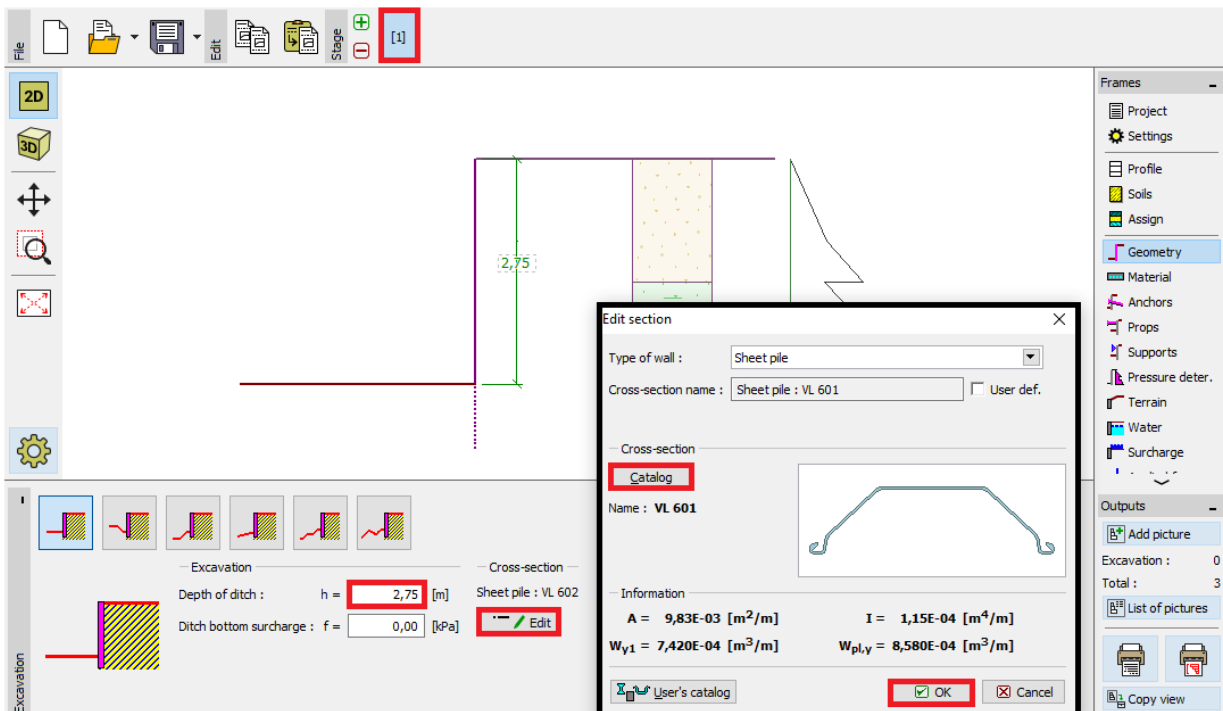 File
Edit
Stage
[1]
2D
3D
2,75
Frames
Project
Settings
Profile
Soils
Assign
Geometry
Material
Anchors
Props
Supports
Pressure deter.
Terrain
Water
Surcharge
Edit section
Type of wall : Sheet pile
Cross-section name : Sheet pile : VL 601 User def.
Cross-section
Catalog
Name : VL 601
Information
A = 9,83E-03 [m²/m] I = 1,15E-04 [m⁴/m]
Wy1 = 7,420E-04 [m³/m] Wpl,y = 8,580E-04 [m³/m]
User's catalog OK Cancel
Excavation
Excavation
Depth of ditch : h = 2,75 [m]
Ditch bottom surcharge : f = 0,00 [kPa]
Cross-section
Sheet pile : VL 602
Edit
Outputs
Add picture
Excavation : 0
Total : 3
List of pictures
Copy view